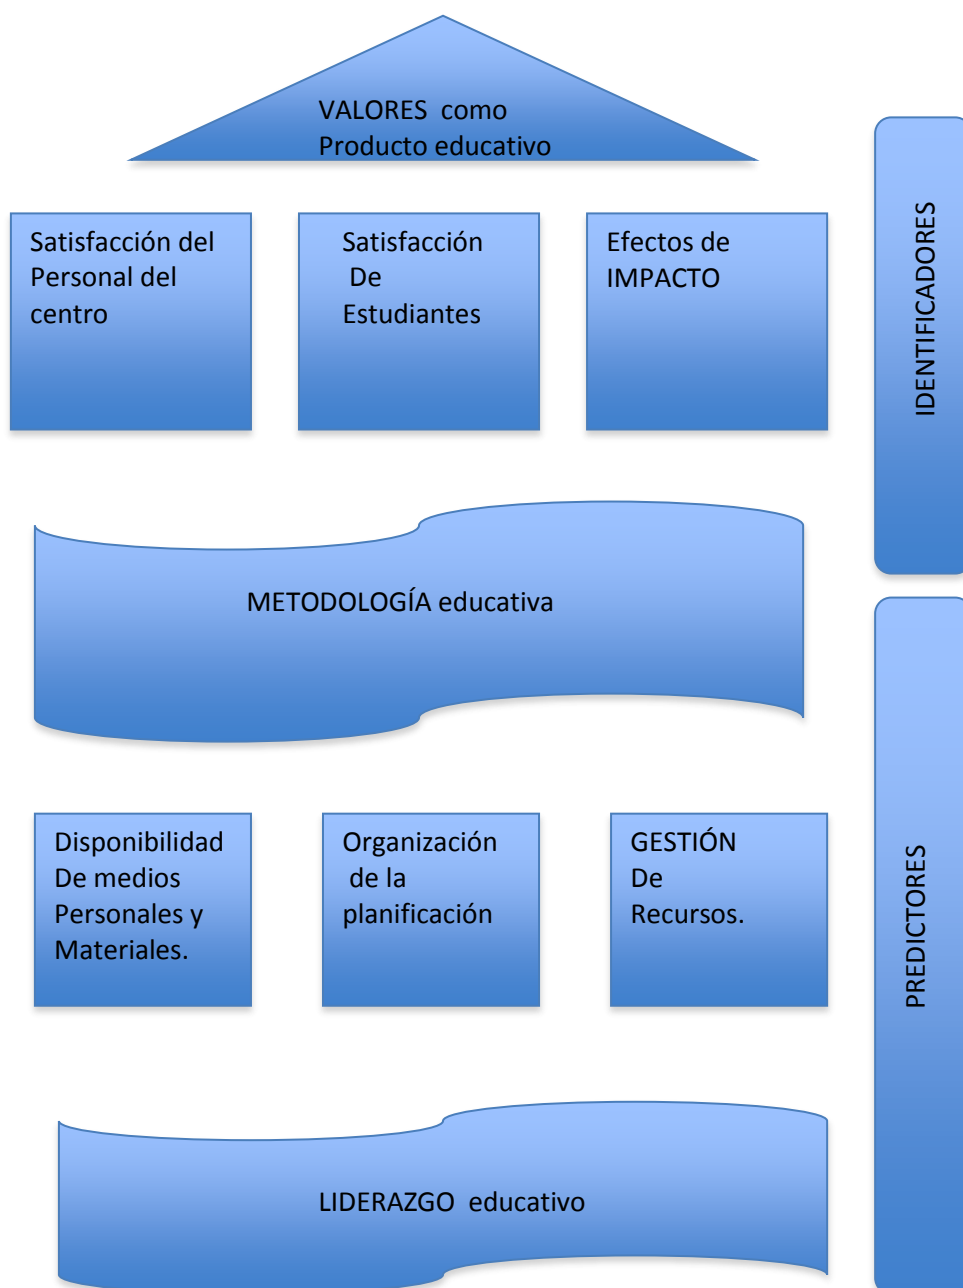 VALORES como
Producto educativo
Satisfacción del
Personal del
centro
Satisfacción
De
Estudiantes
Efectos de
IMPACTO
IDENTIFICADORES
METODOLOGÍA educativa
Disponibilidad
De medios
Personales y
Materiales.
Organización
de la
planificación
GESTIÓN
De
Recursos.
PREDICTORES
LIDERAZGO educativo